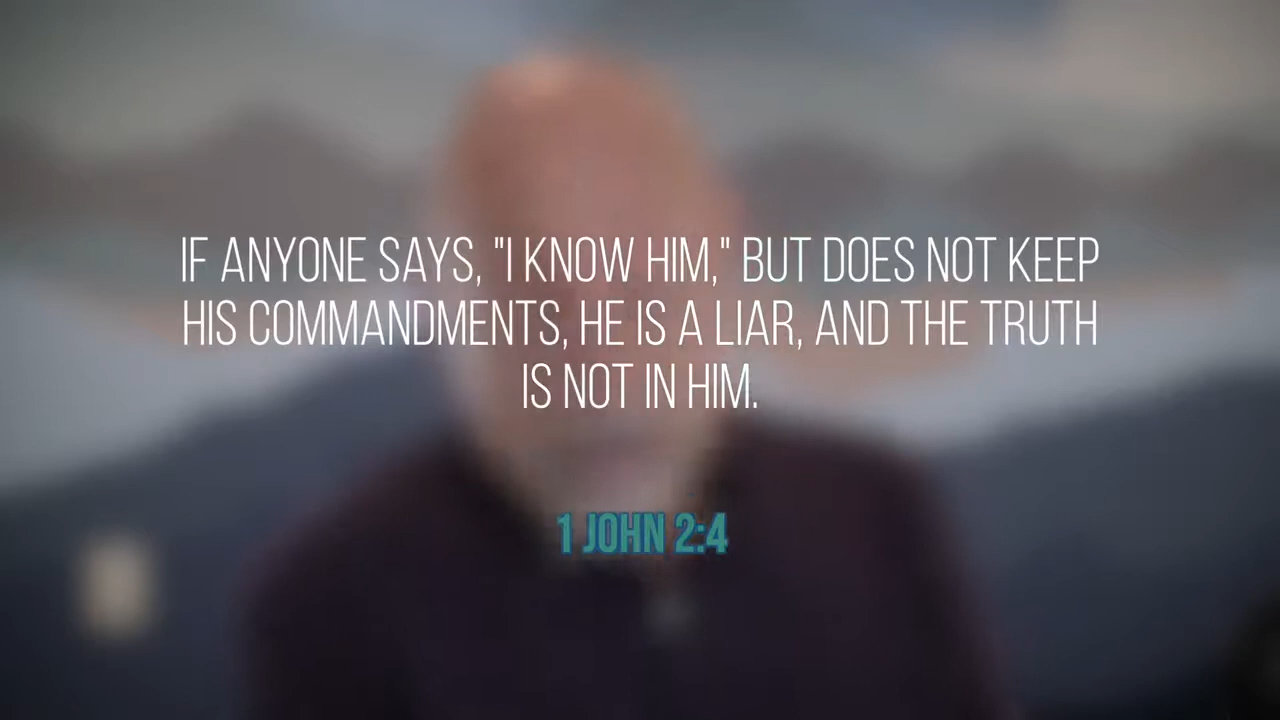 IF ANYONE SAYS, "I KNOW HIM," BUT DOES NOT KEEP
HIS COMMANDMENTS, HE IS A LIAR, AND THE TRUTH
IS NOT IN HIM.
1 JOHN 2:4